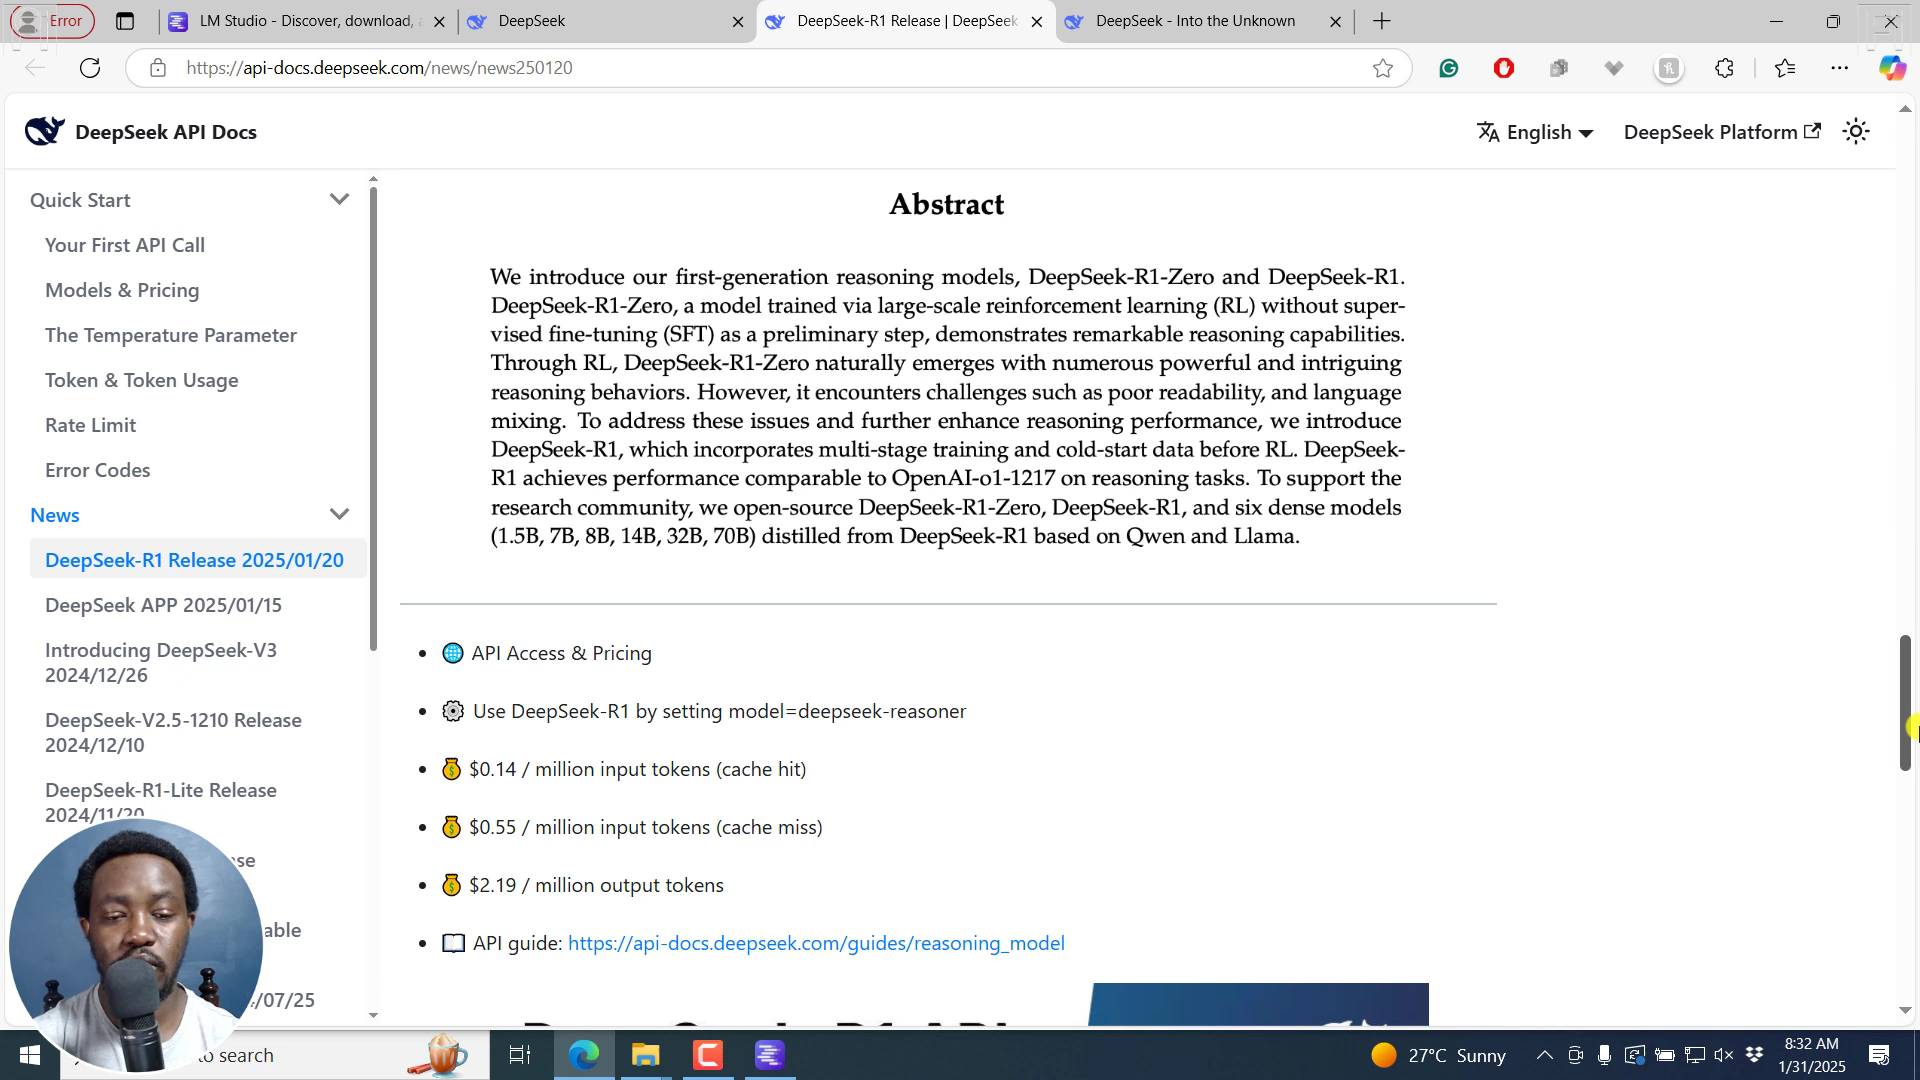 Error
LM Studio - Discover, download,
DeepSeek
DeepSeek-R1 Release | DeepSeek
DeepSeek - Into the Unknown
https://api-docs.deepseek.com/news/news250120
DeepSeek API Docs
English
DeepSeek Platform
Quick Start
Your First API Call
Models & Pricing
The Temperature Parameter
Token & Token Usage
Rate Limit
Error Codes
News
DeepSeek-R1 Release 2025/01/20
DeepSeek APP 2025/01/15
Introducing DeepSeek-V3
2024/12/26
DeepSeek-V2.5-1210 Release
2024/12/10
DeepSeek-R1-Lite Release
2024/11/20
Abstract
We introduce our first-generation reasoning models, DeepSeek-R1-Zero and DeepSeek-R1.
DeepSeek-R1-Zero, a model trained via large-scale reinforcement learning (RL) without super-
vised fine-tuning (SFT) as a preliminary step, demonstrates remarkable reasoning capabilities.
Through RL, DeepSeek-R1-Zero naturally emerges with numerous powerful and intriguing
reasoning behaviors. However, it encounters challenges such as poor readability, and language
mixing. To address these issues and further enhance reasoning performance, we introduce
DeepSeek-R1, which incorporates multi-stage training and cold-start data before RL. DeepSeek-
R1 achieves performance comparable to OpenAI-o1-1217 on reasoning tasks. To support the
research community, we open-source DeepSeek-R1-Zero, DeepSeek-R1, and six dense models
(1.5B, 7B, 8B, 14B, 32B, 70B) distilled from DeepSeek-R1 based on Qwen and Llama.
• 🌐 API Access & Pricing
• ⚙️ Use DeepSeek-R1 by setting model=deepseek-reasoner
• 💰 $0.14 / million input tokens (cache hit)
• 💰 $0.55 / million input tokens (cache miss)
• 💰 $2.19 / million output tokens
• 📖 API guide: https://api-docs.deepseek.com/guides/reasoning_model
/07/25
to search
27°C Sunny
8:32 AM
1/31/2025